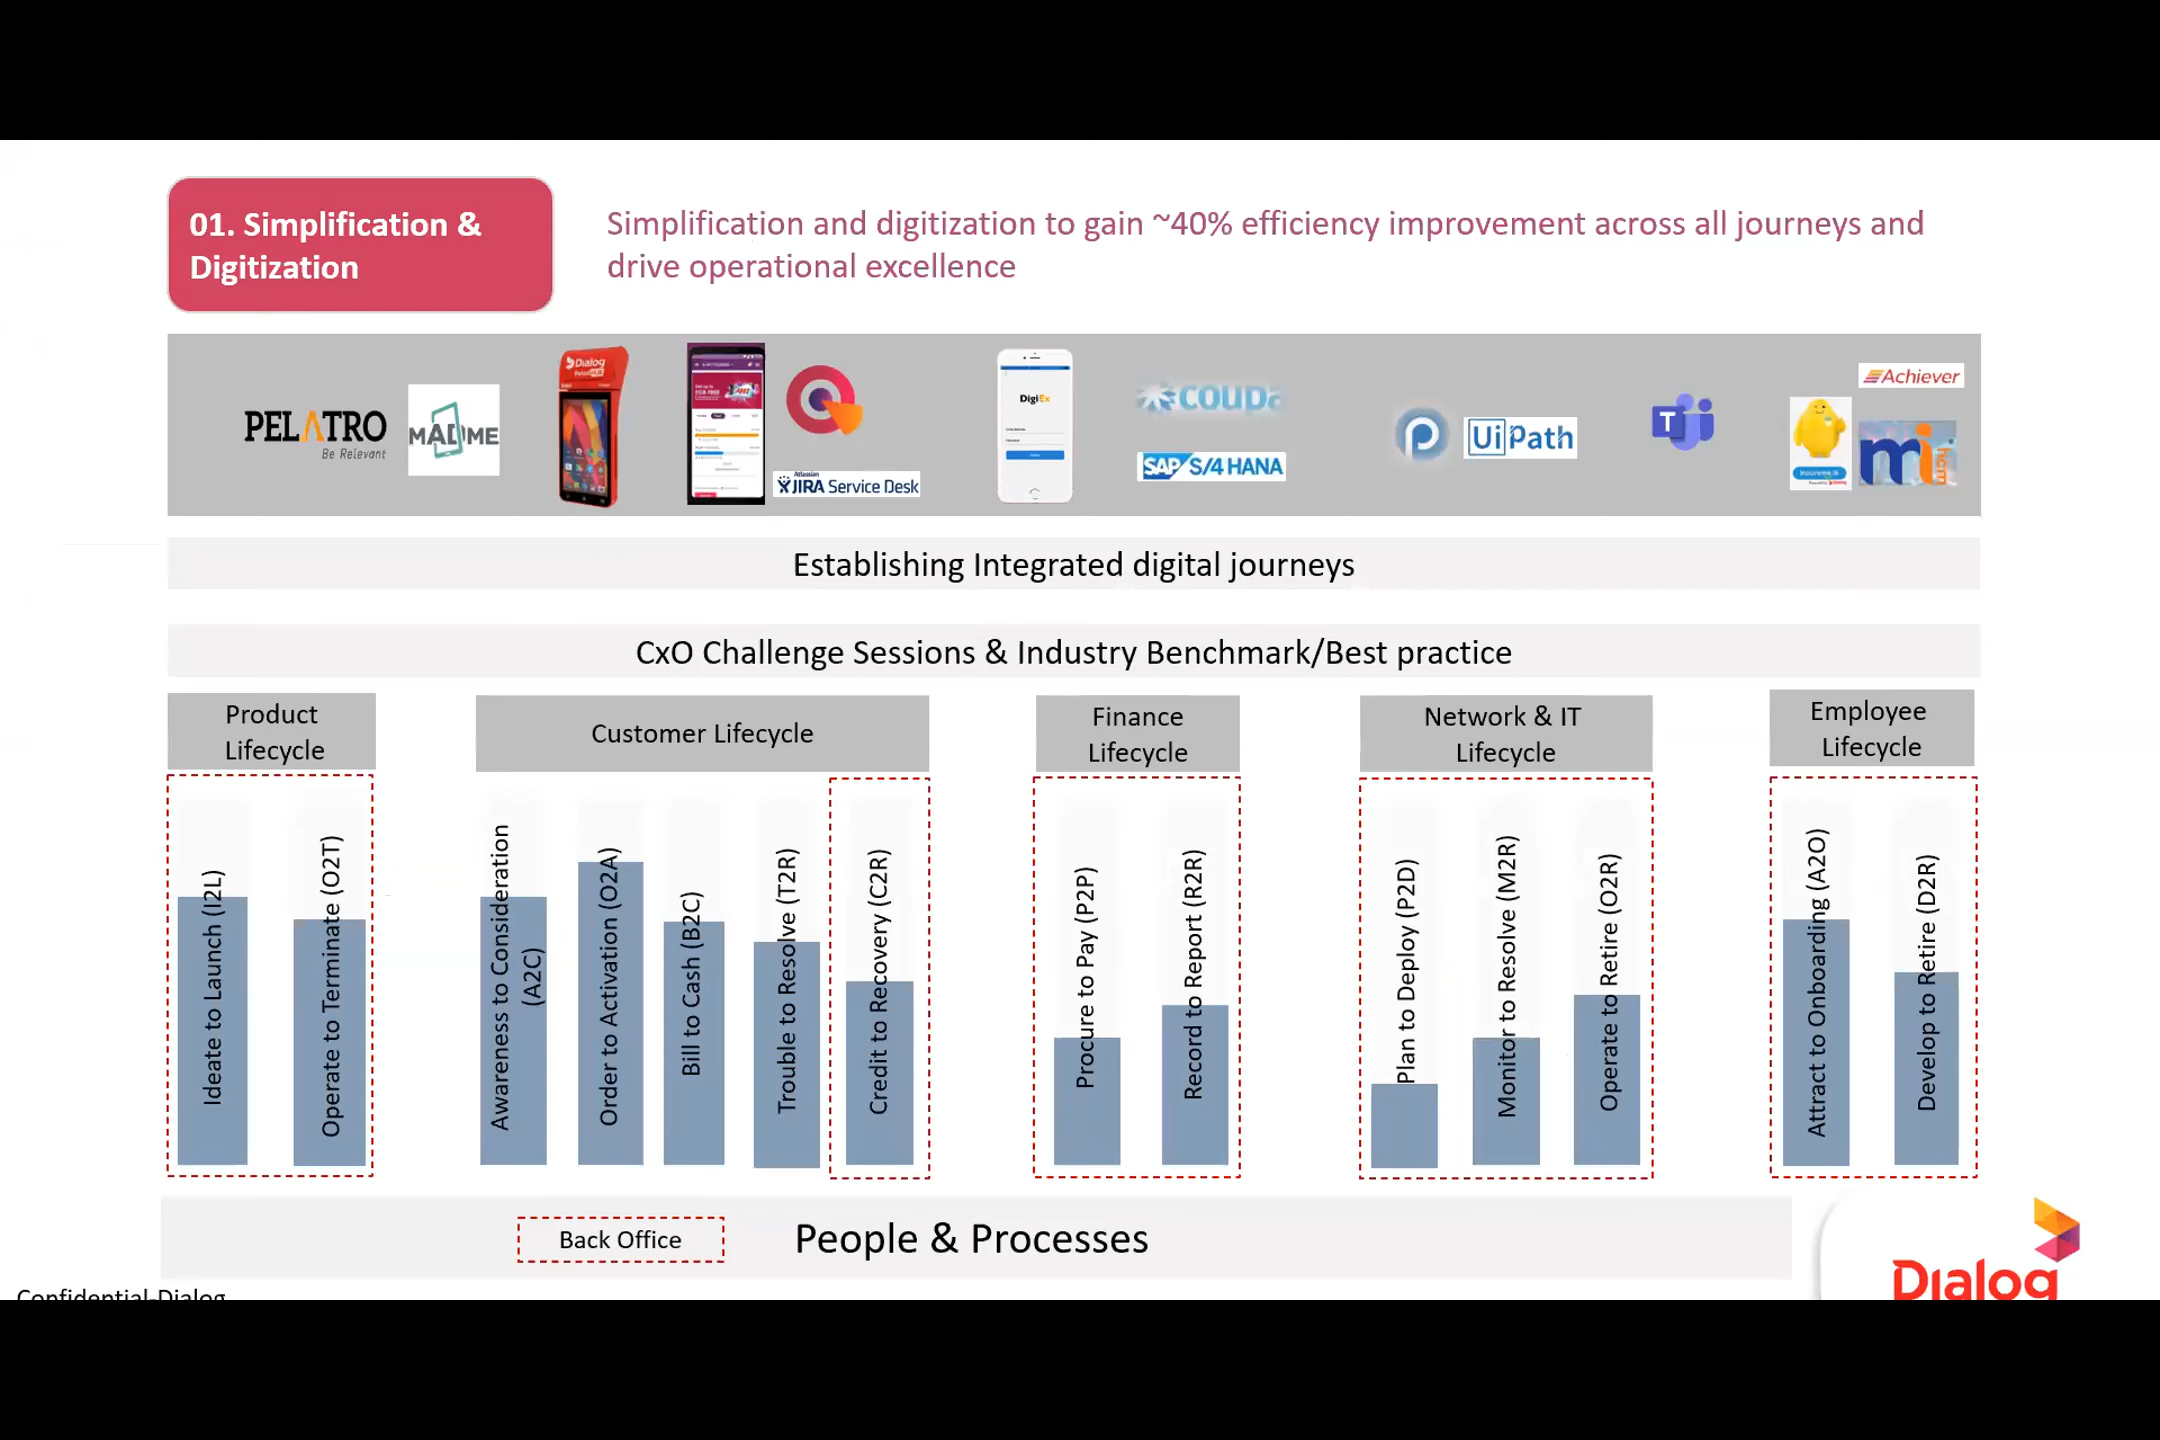 01. Simplification &
Digitization
Simplification and digitization to gain ~40% efficiency improvement across all journeys and
drive operational excellence
PELATRO
Be Relevant
MADME
Dialog
DigiEx
Atlassian
JIRA Service Desk
COUPA
SAP S/4 HANA
P
UiPath
T
Achiever
mi
hcm
Establishing Integrated digital journeys
CxO Challenge Sessions & Industry Benchmark/Best practice
Product
Lifecycle
Customer Lifecycle
Finance
Lifecycle
Network & IT
Lifecycle
Employee
Lifecycle
Ideate to Launch (I2L)
Operate to Terminate (O2T)
Awareness to Consideration
(A2C)
Order to Activation (O2A)
Bill to Cash (B2C)
Trouble to Resolve (T2R)
Credit to Recovery (C2R)
Procure to Pay (P2P)
Record to Report (R2R)
Plan to Deploy (P2D)
Monitor to Resolve (M2R)
Operate to Retire (O2R)
Attract to Onboarding (A2O)
Develop to Retire (D2R)
Back Office
People & Processes
Confidential-Dialog
Dialog